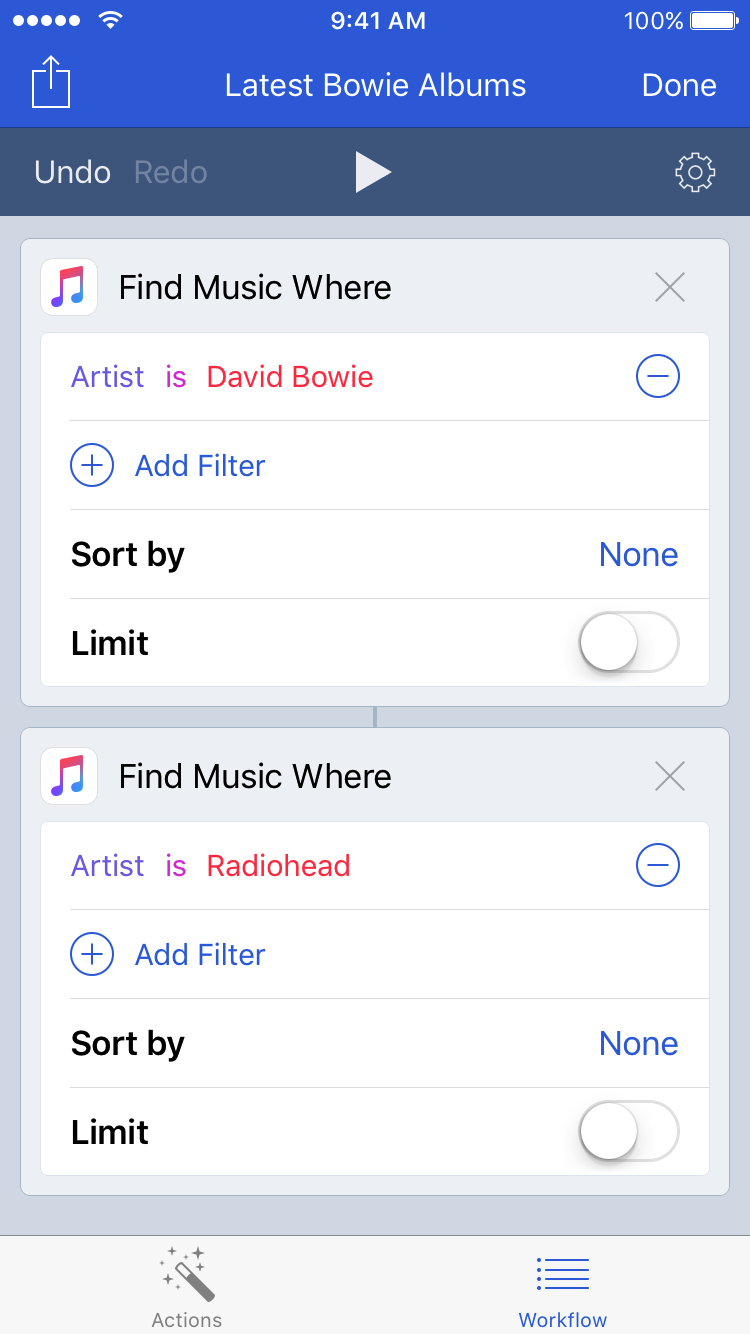 9:41 AM 100%
Latest Bowie Albums Done
Undo Redo
Find Music Where
Artist is David Bowie
Add Filter
Sort by None
Limit
Find Music Where
Artist is Radiohead
Add Filter
Sort by None
Limit
Actions Workflow